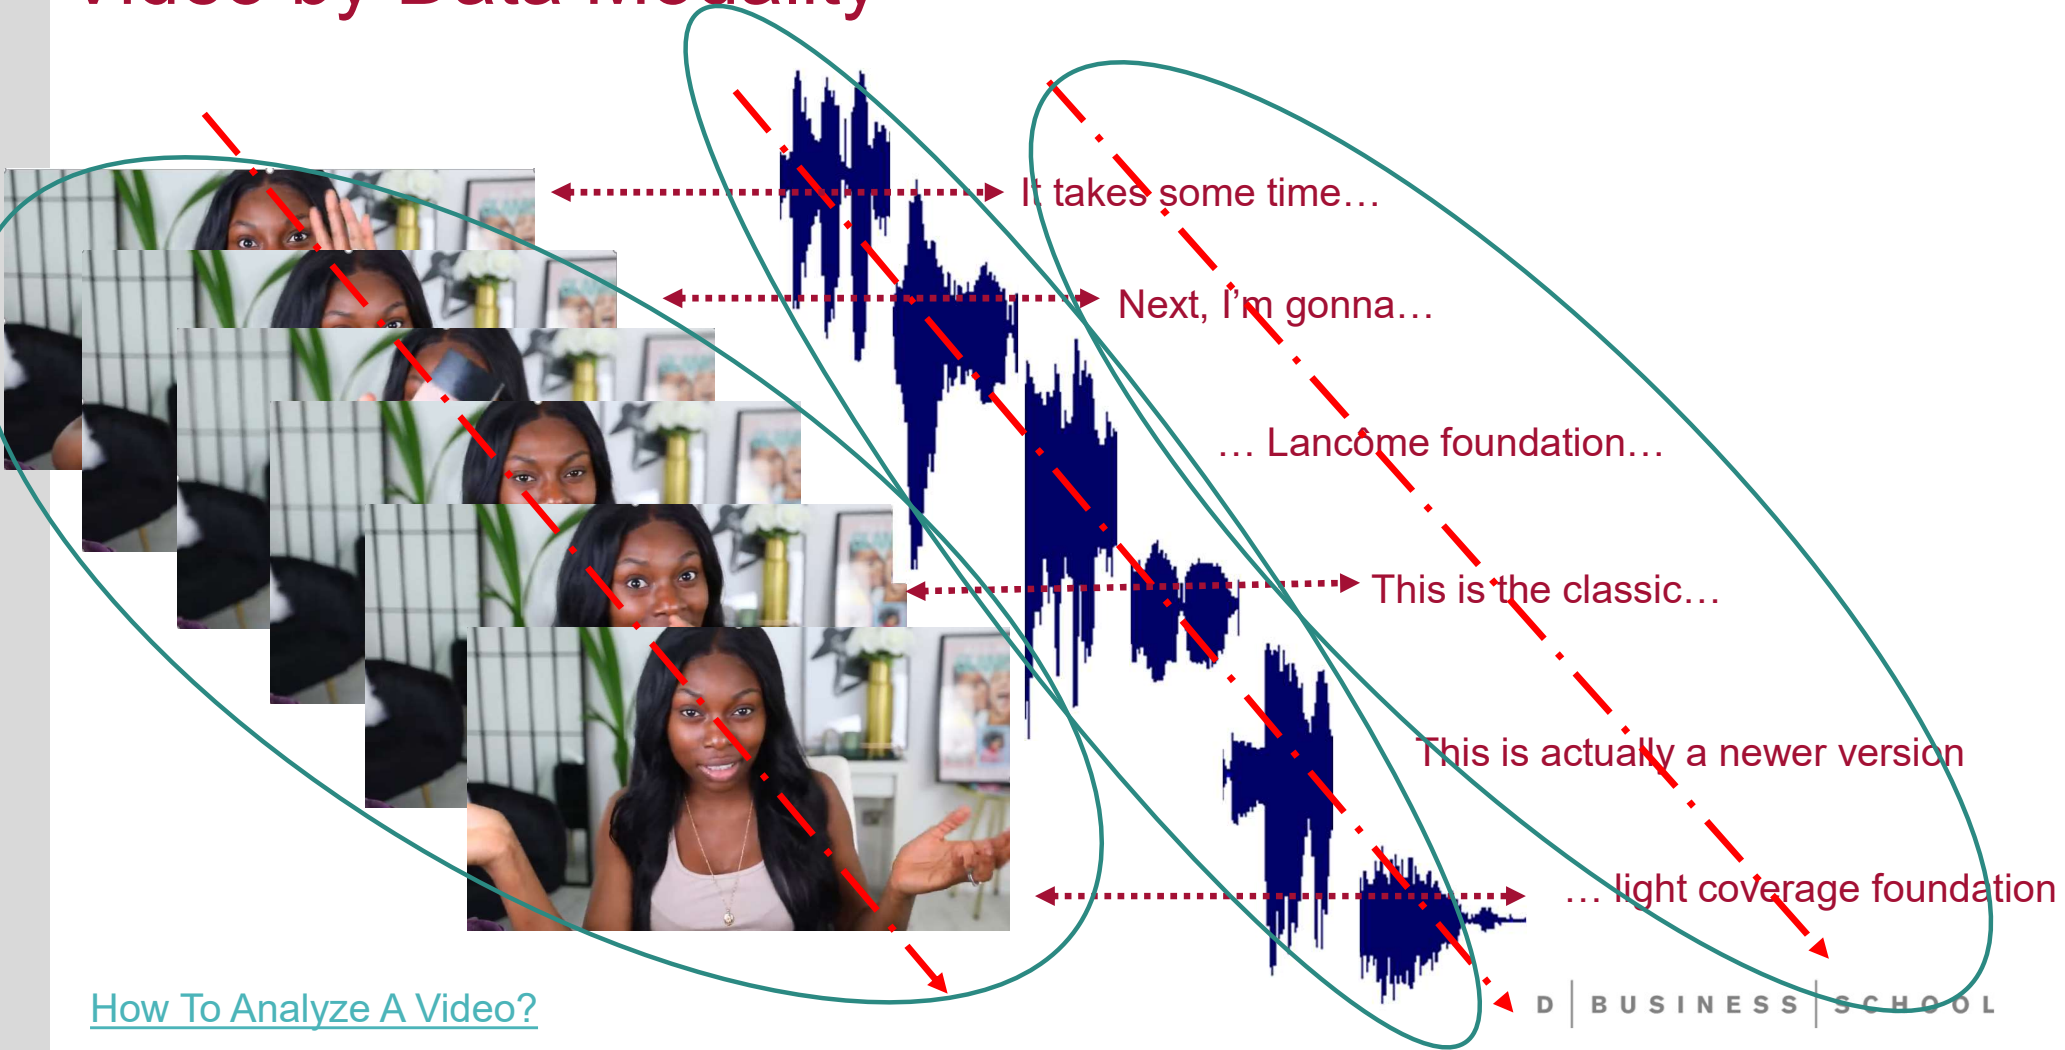 Video by Data Modality
It takes some time…
Next, I’m gonna…
… Lancôme foundation…
This is the classic…
This is actually a newer version
… light coverage foundation
How To Analyze A Video?
D BUSINESS SCHOOL